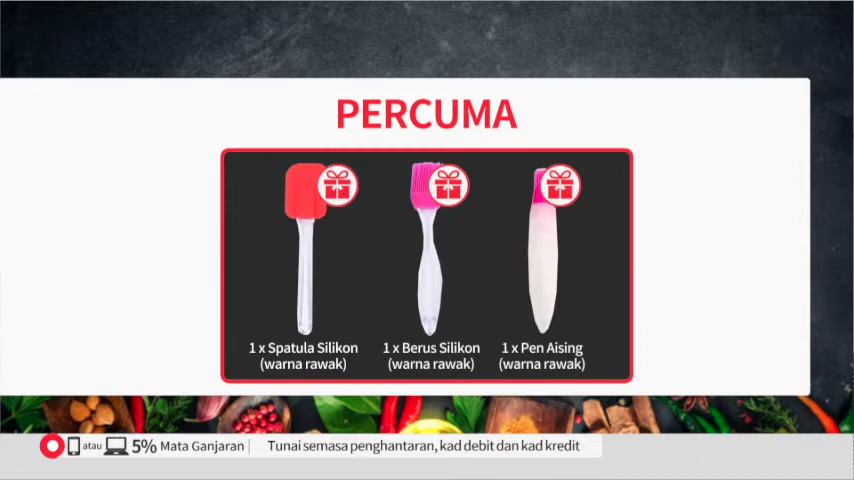 PERCUMA
1 x Spatula Silikon
(warna rawak)
1 x Berus Silikon
(warna rawak)
1 x Pen Aising
(warna rawak)
atau 5% Mata Ganjaran Tunai semasa penghantaran, kad debit dan kad kredit